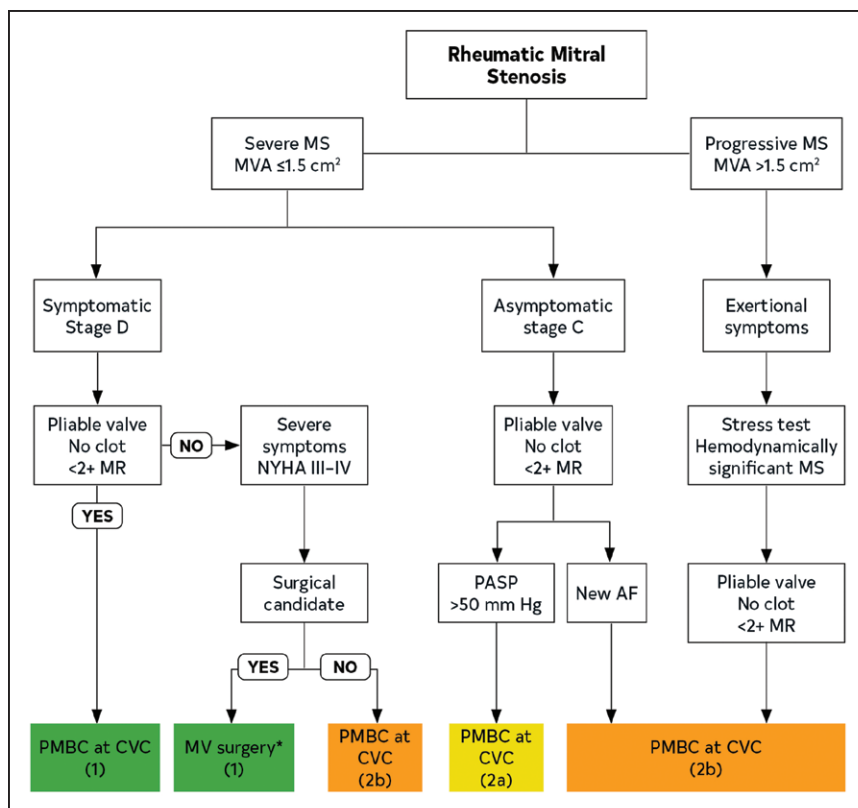 Rheumatic Mitral
Stenosis
Severe MS
MVA ≤1.5 cm²
Progressive MS
MVA >1.5 cm²
Symptomatic
Stage D
Asymptomatic
stage C
Exertional
symptoms
Pliable valve
No clot
<2+ MR
NO
Severe
symptoms
NYHA III–IV
Pliable valve
No clot
<2+ MR
Stress test
Hemodynamically
significant MS
YES
Surgical
candidate
PASP
>50 mm Hg
New AF
Pliable valve
No clot
<2+ MR
YES
NO
PMBC at CVC
(1)
MV surgery*
(1)
PMBC at
CVC
(2b)
PMBC at
CVC
(2a)
PMBC at CVC
(2b)